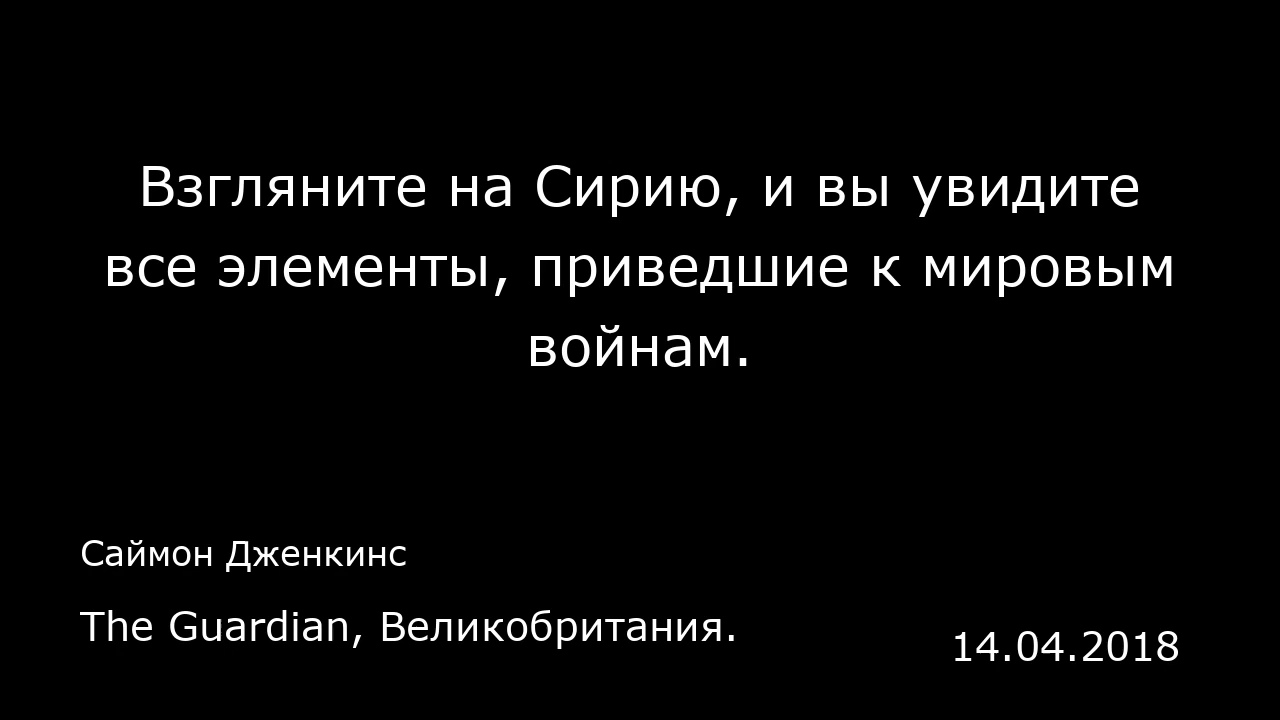 Взгляните на Сирию, и вы увидите
все элементы, приведшие к мировым
войнам.
Саймон Дженкинс
The Guardian, Великобритания.
14.04.2018